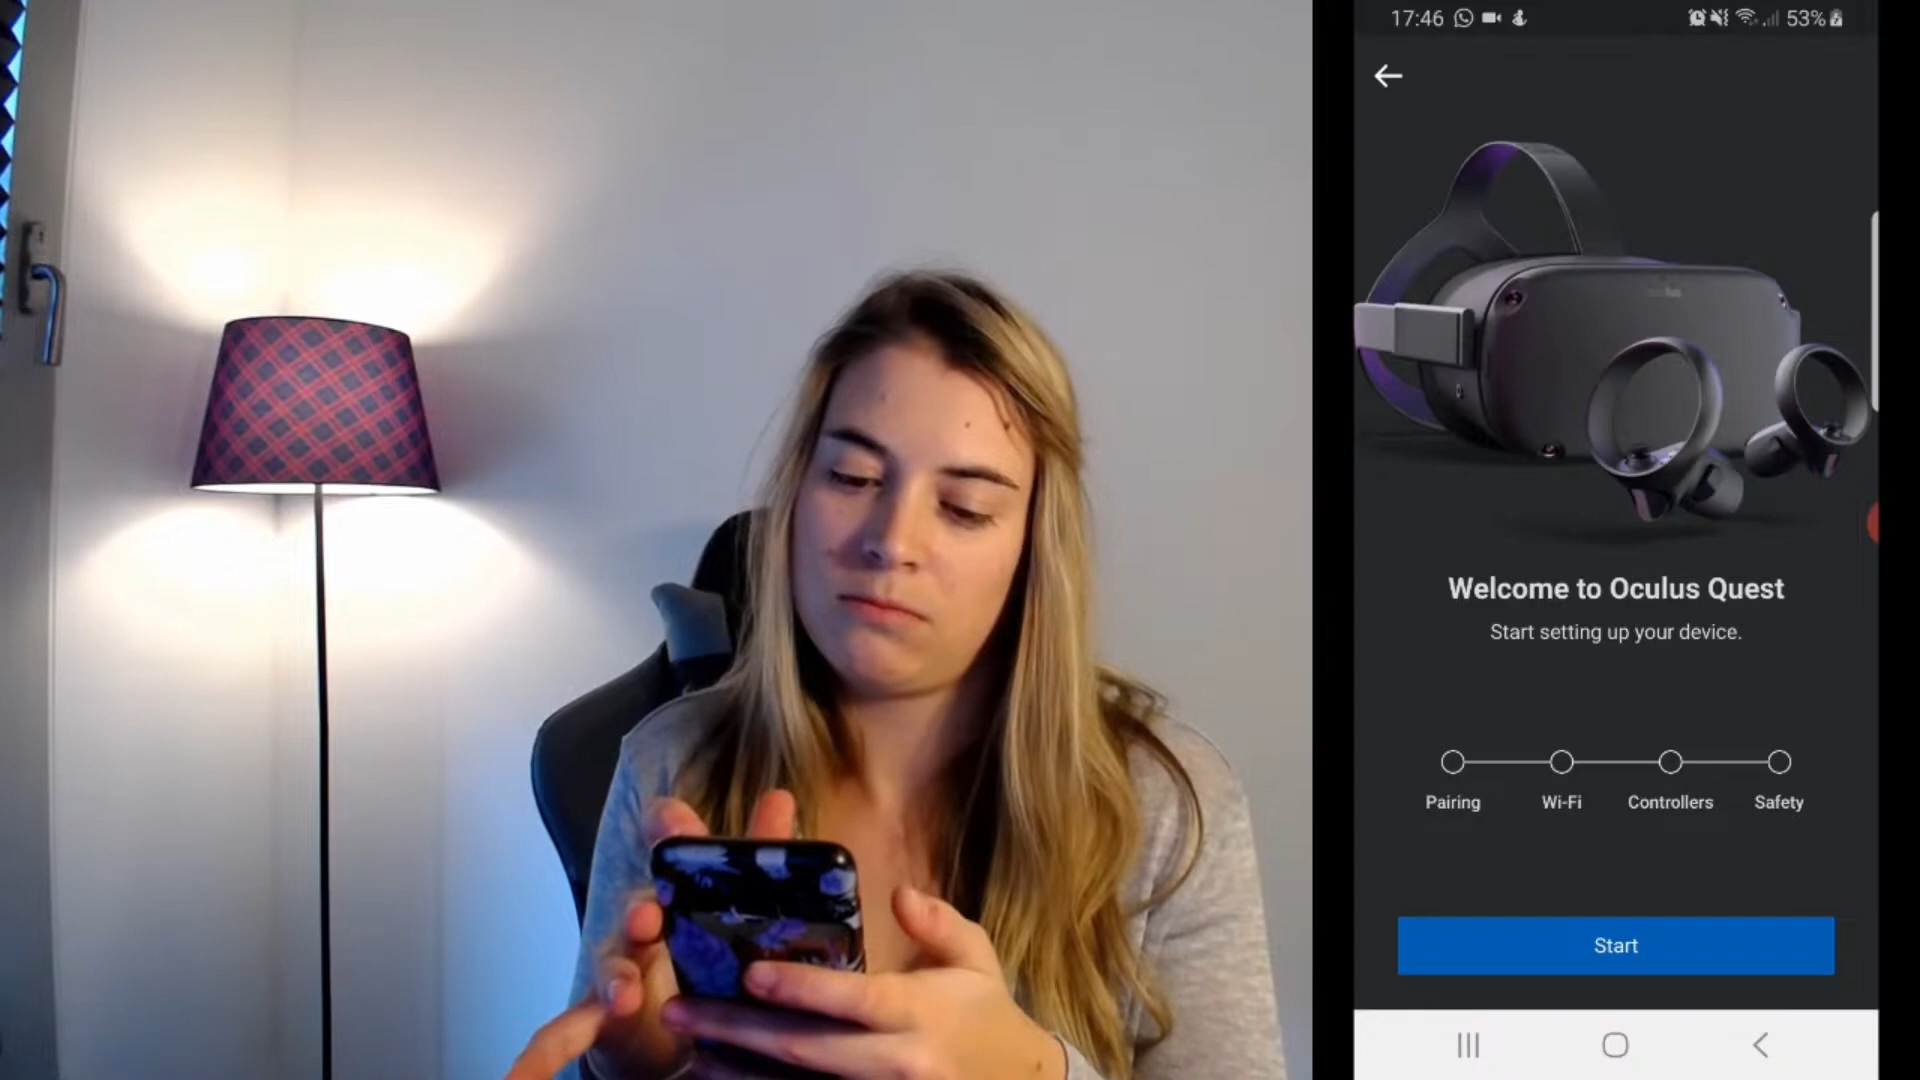 17:46 53%
Welcome to Oculus Quest
Start setting up your device.
Pairing Wi-Fi Controllers Safety
Start